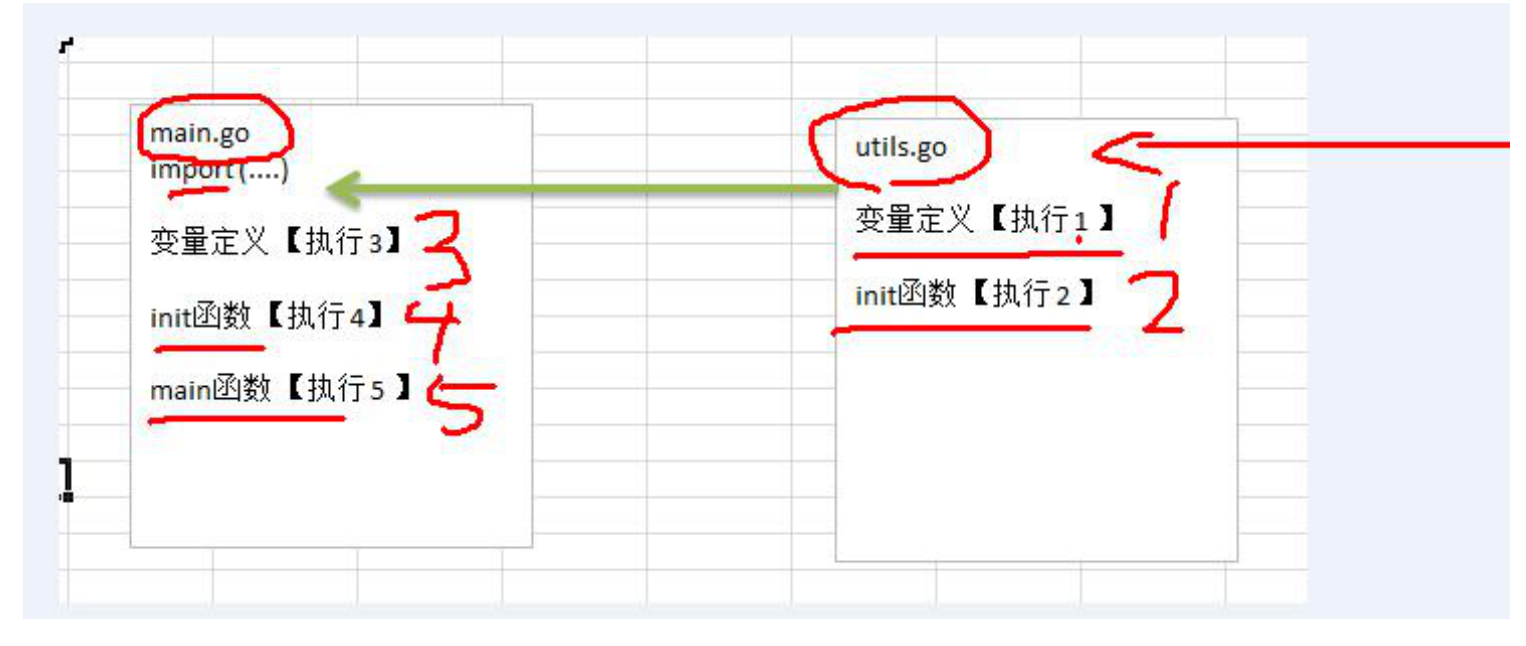 main.go
import(....)
变量定义【执行3】 3
init函数【执行4】 4
main函数【执行5 】 5
utils.go
变量定义【执行1 】 1
init函数【执行2 】 2